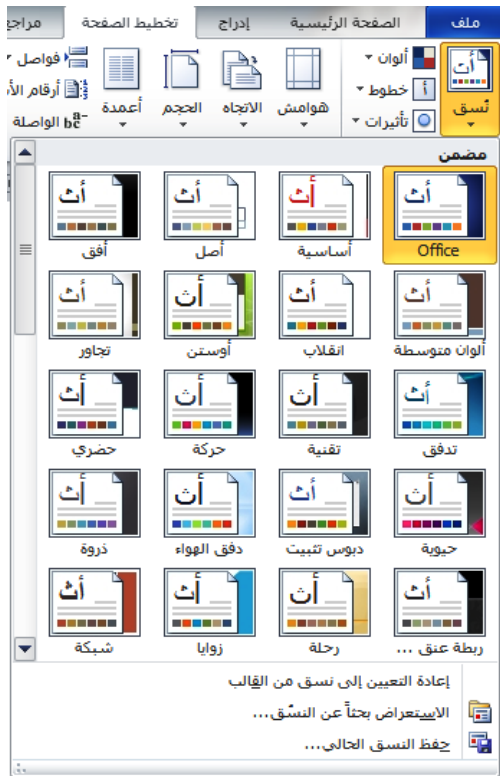 ملف الصفحة الرئيسية إدراج تخطيط الصفحة مراجع
ألوان
خطوط
تأثيرات
نُسق
هوامش الاتجاه الحجم أعمدة
فواصل
أرقام الأ
الواصلة
مضمن
Office أساسية أصل أفق
ألوان متوسطة انقلاب أوستن تجاور
تدفق تقنية حركة حضري
حيوية دبوس تثبيت دفق الهواء ذروة
ربطة عنق ... رحلة زوايا شبكة
إعادة التعيين إلى نسق من القالب
الاستعراض بحثاً عن النسّق...
حفظ النسق الحالي...